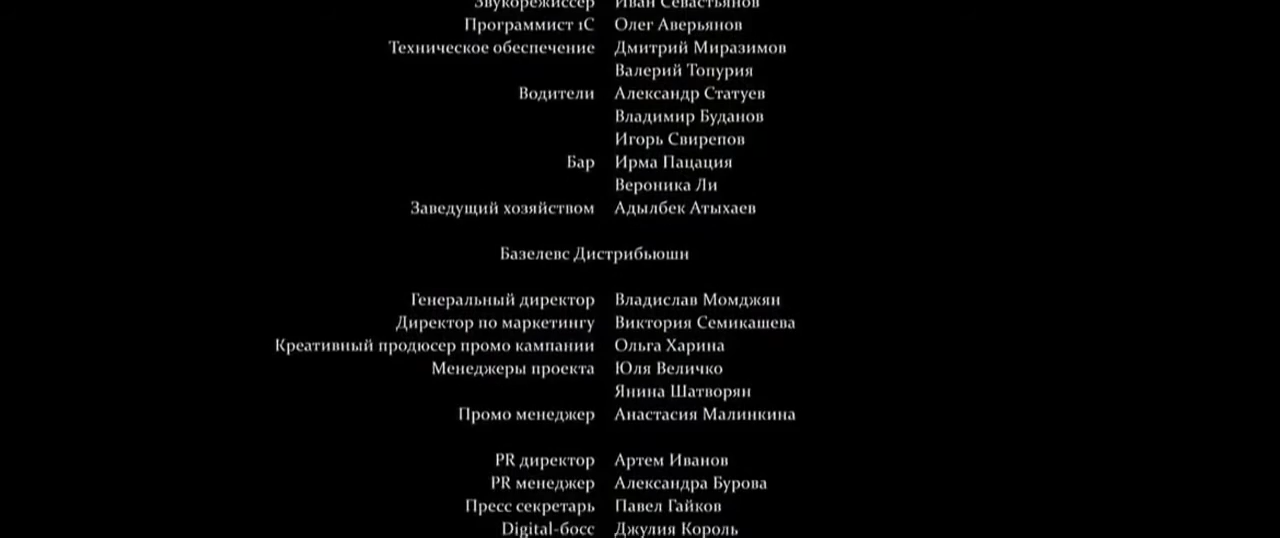 Звукорежиссер Иван Севастьянов
Программист 1С Олег Аверьянов
Техническое обеспечение Дмитрий Миразимов
Валерий Топурия
Водители Александр Статуев
Владимир Буданов
Игорь Свирепов
Бар Ирма Пацация
Вероника Ли
Заведущий хозяйством Адылбек Атыхаев
Базелевс Дистрибьюши
Генеральный директор Владислав Момджян
Директор по маркетингу Виктория Семикашева
Креативный продюсер промо кампании Ольга Харина
Менеджеры проекта Юля Величко
Янина Шатворян
Промо менеджер Анастасия Малинкина
PR директор Артем Иванов
PR менеджер Александра Бурова
Пресс секретарь Павел Гайков
Digital-босс Джулия Король